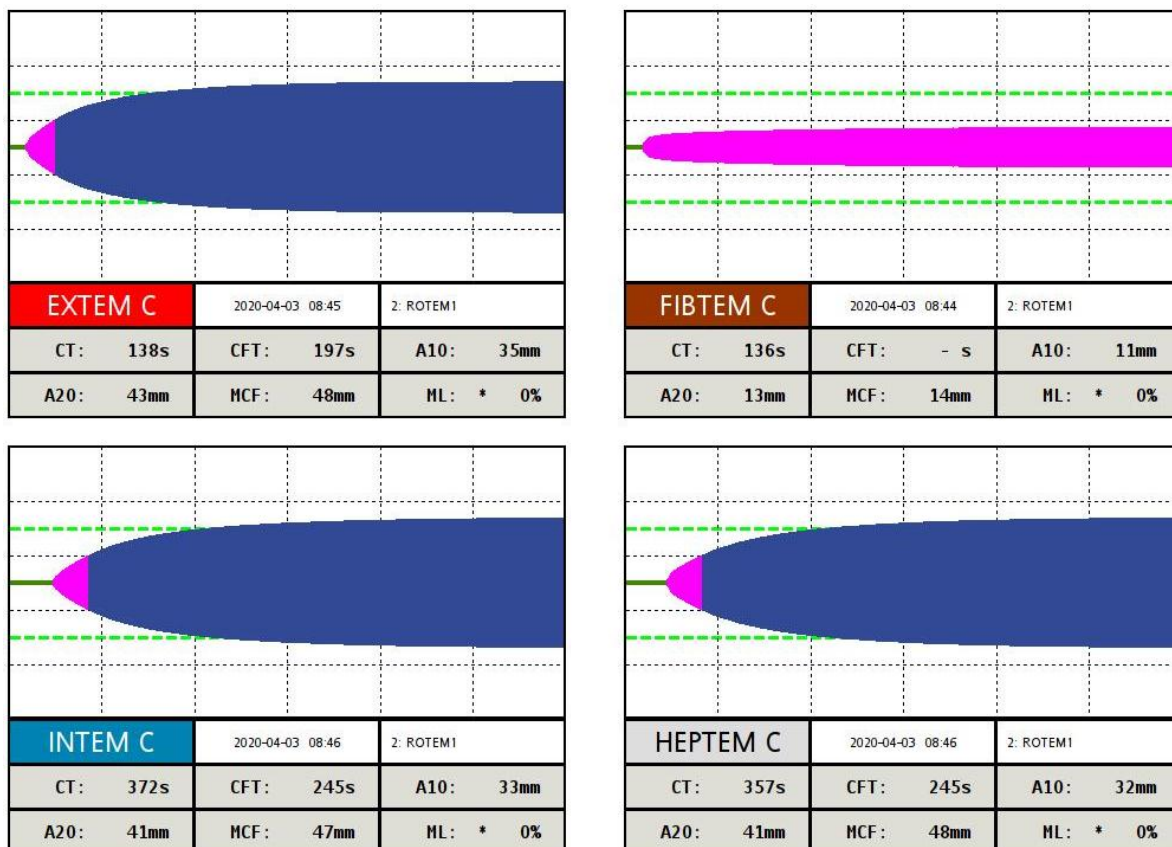 EXTEM C 2020-04-03 08:45 2: ROTEM1
CT: 138s CFT: 197s A10: 35mm
A20: 43mm MCF: 48mm ML: * 0%
FIBTEM C 2020-04-03 08:44 2: ROTEM1
CT: 136s CFT: - s A10: 11mm
A20: 13mm MCF: 14mm ML: * 0%
INTEM C 2020-04-03 08:46 2: ROTEM1
CT: 372s CFT: 245s A10: 33mm
A20: 41mm MCF: 47mm ML: * 0%
HEPTEM C 2020-04-03 08:46 2: ROTEM1
CT: 357s CFT: 245s A10: 32mm
A20: 41mm MCF: 48mm ML: * 0%